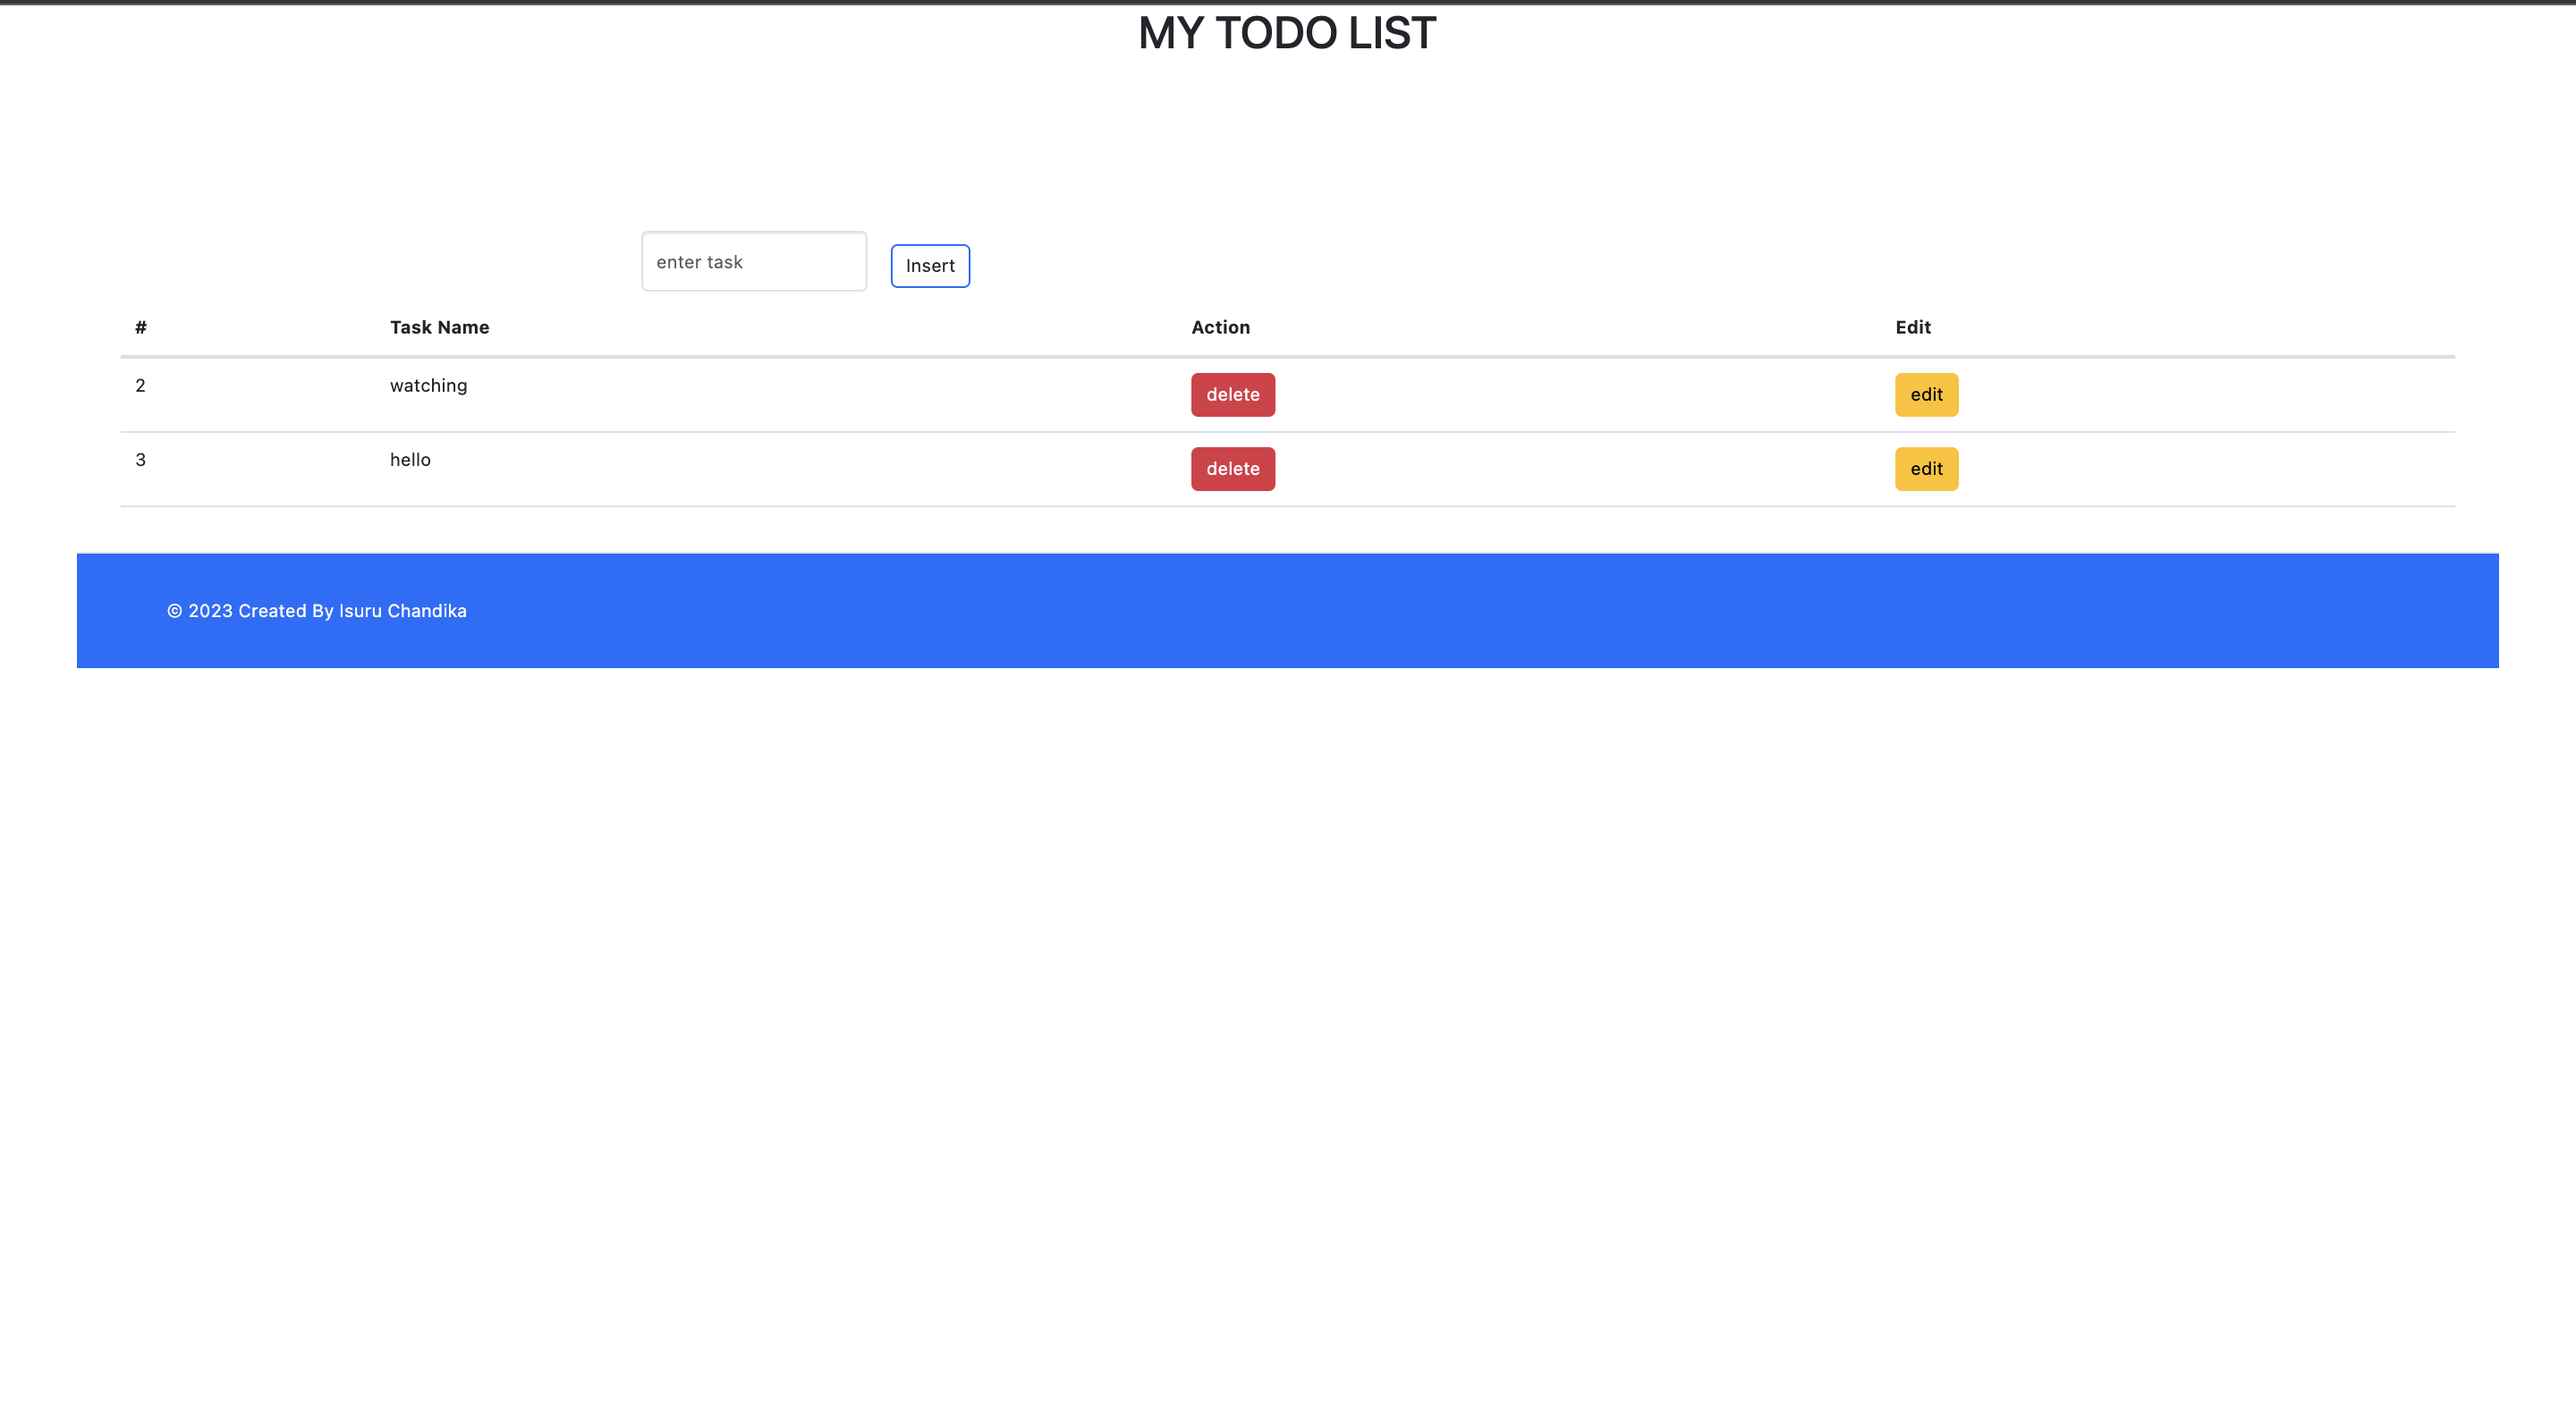 MY TODO LIST
enter task Insert
# Task Name Action Edit
2 watching delete edit
3 hello delete edit
© 2023 Created By Isuru Chandika